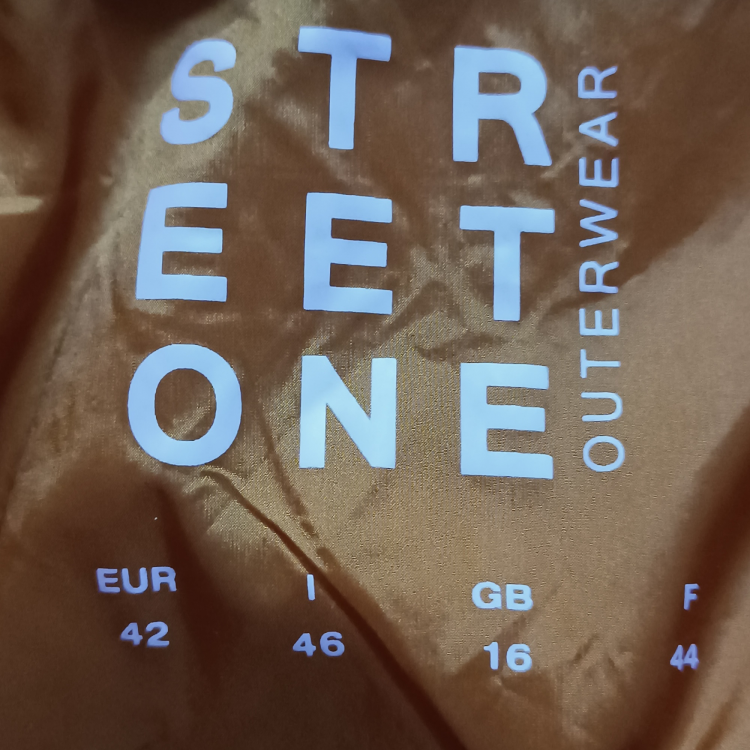 STR
EET
ONE
OUTERWEAR
EUR I GB F
42 46 16 44